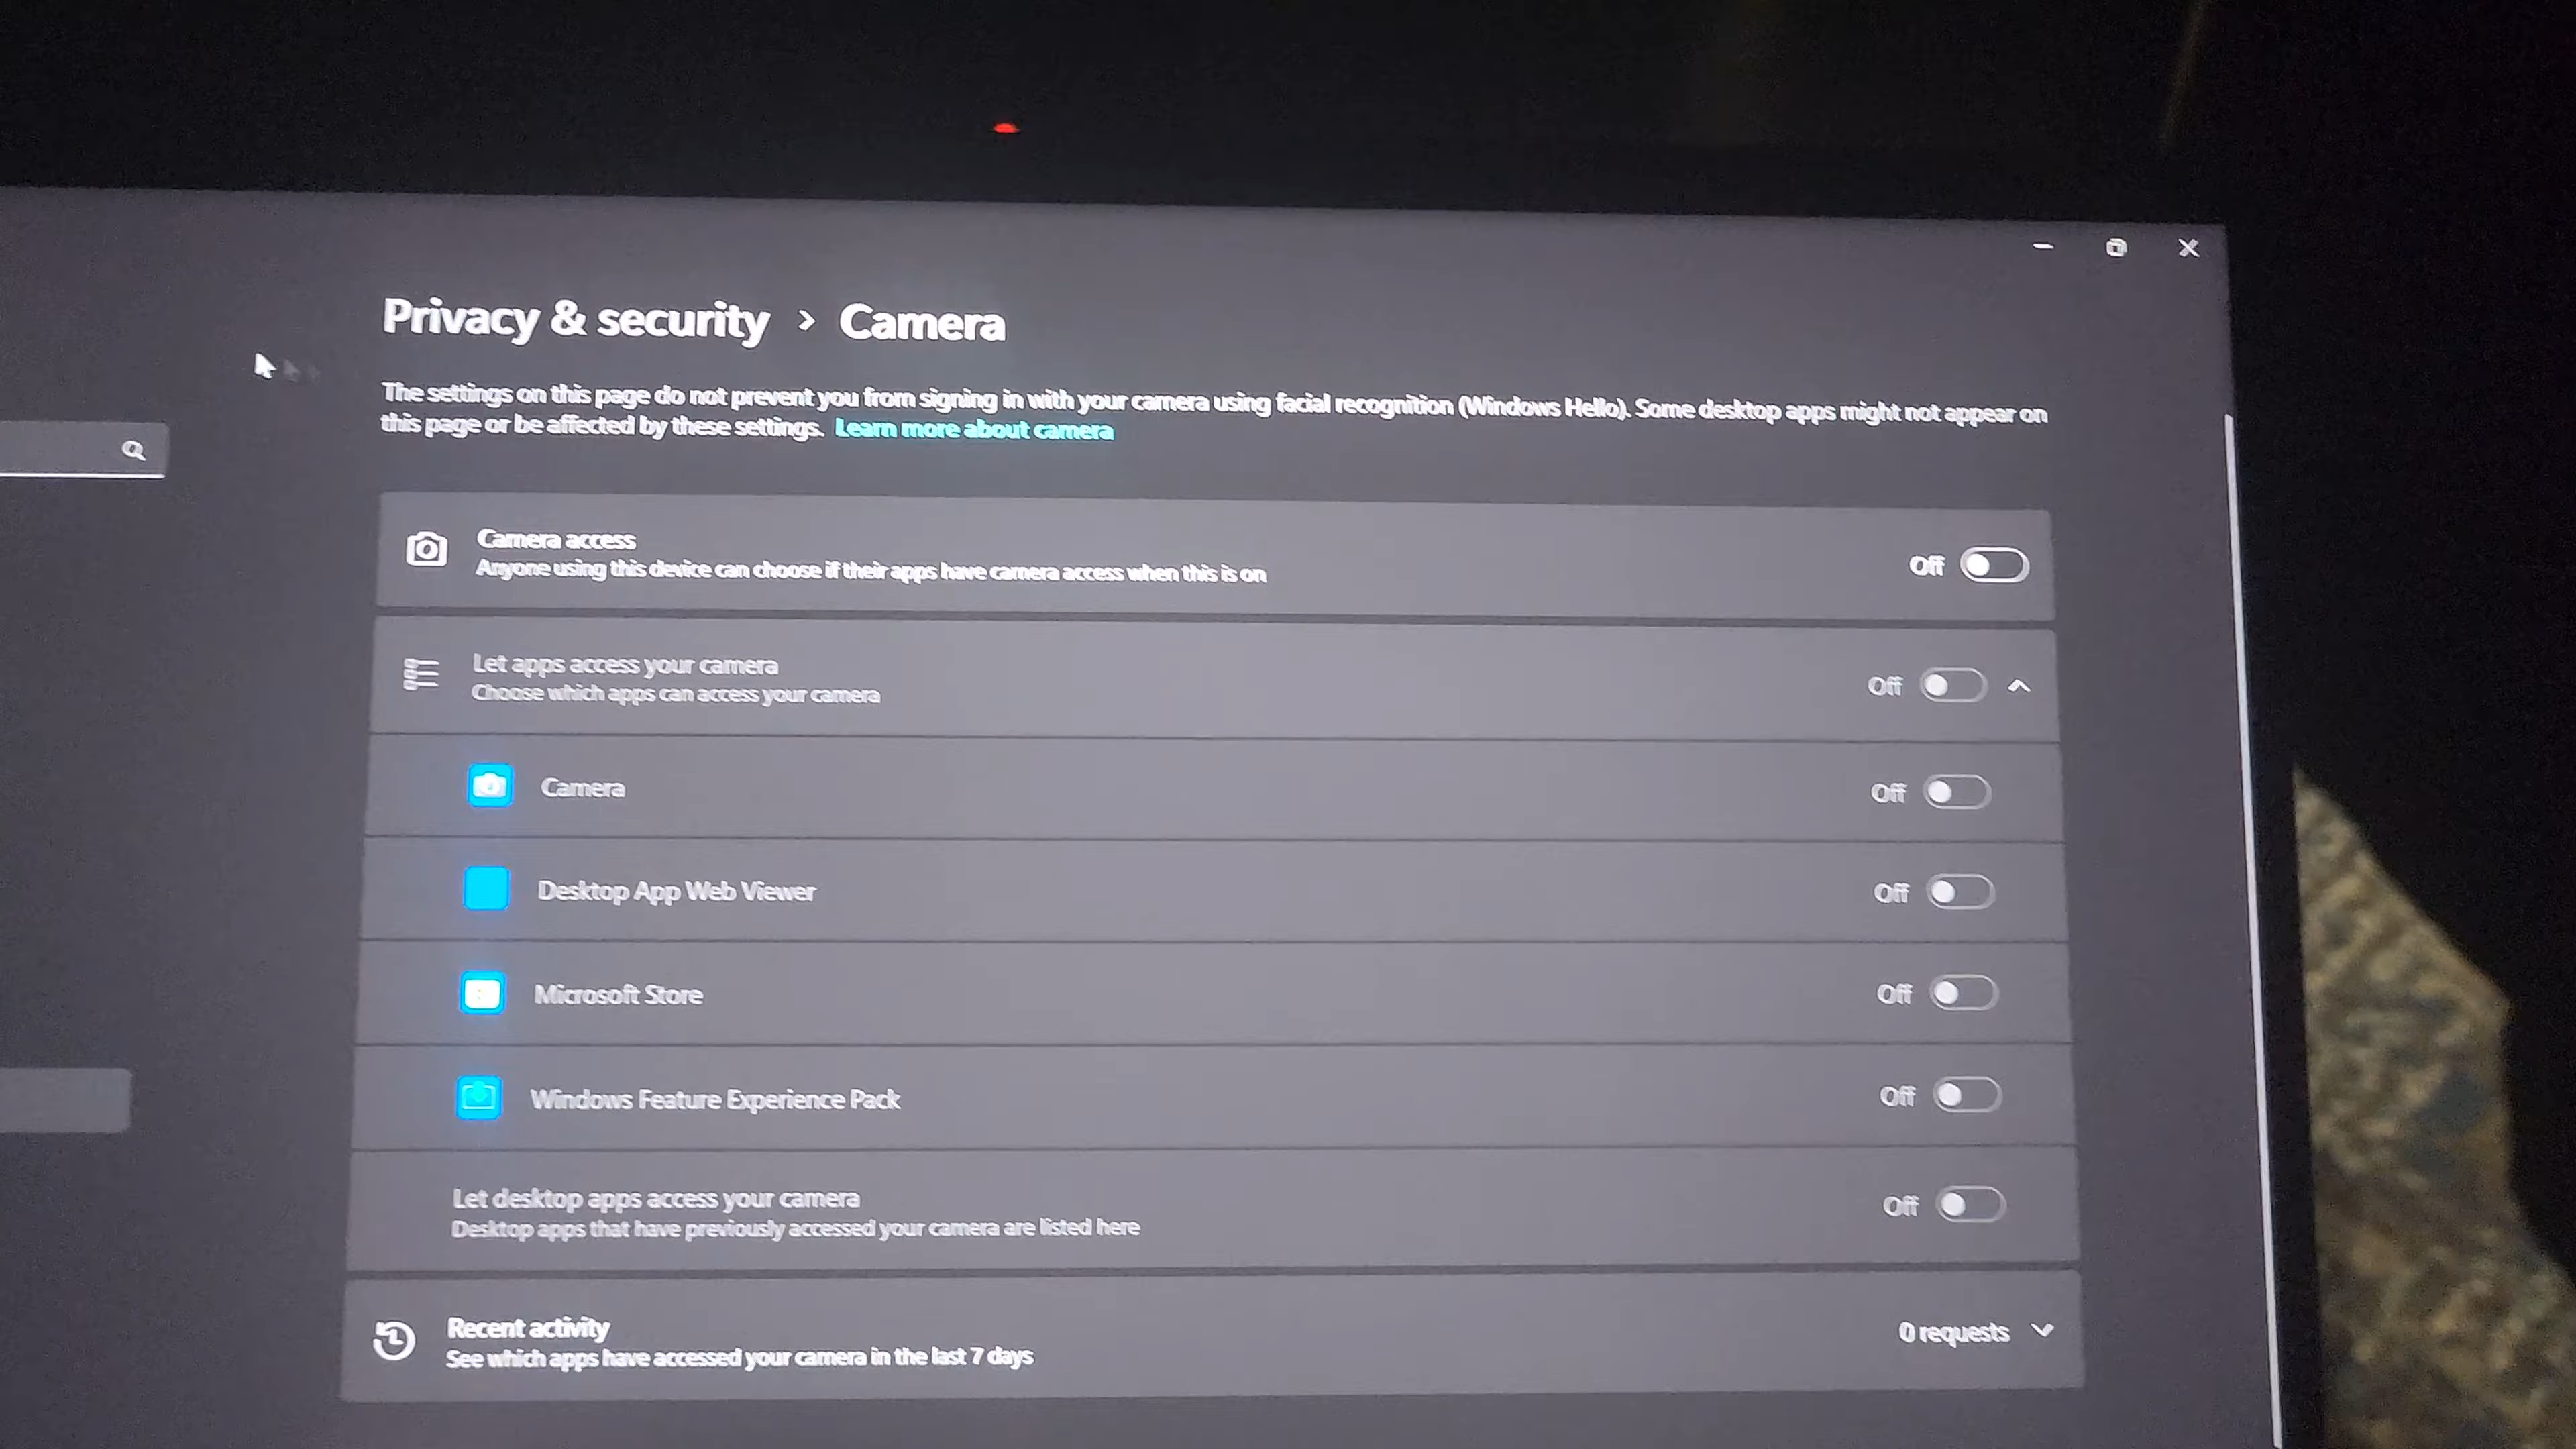 Privacy & security > Camera
The settings on this page do not prevent you from signing in with your camera using facial recognition (Windows Hello). Some desktop apps might not appear on
this page or be affected by these settings. Learn more about camera
Camera access
Anyone using this device can choose if their apps have camera access when this is on
Off
Let apps access your camera
Choose which apps can access your camera
Off
Camera
Off
Desktop App Web Viewer
Off
Microsoft Store
Off
Windows Feature Experience Pack
Off
Let desktop apps access your camera
Desktop apps that have previously accessed your camera are listed here
Off
Recent activity
See which apps have accessed your camera in the last 7 days
0 requests